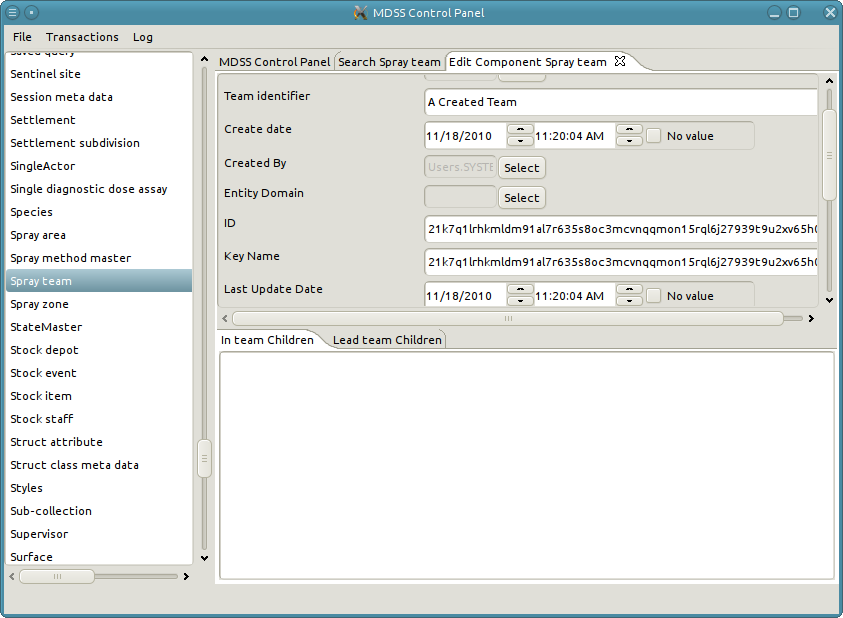 MDSS Control Panel
File Transactions Log
Saved query
Sentinel site
Session meta data
Settlement
Settlement subdivision
SingleActor
Single diagnostic dose assay
Species
Spray area
Spray method master
Spray team
Spray zone
StateMaster
Stock depot
Stock event
Stock item
Stock staff
Struct attribute
Struct class meta data
Styles
Sub-collection
Supervisor
Surface
MDSS Control Panel Search Spray team Edit Component Spray team
Team identifier A Created Team
Create date 11/18/2010 11:20:04 AM No value
Created By Users.SYSTE Select
Entity Domain Select
ID 21k7q1lrhkmldm91al7r635s8oc3mcvnqqmon15rql6j27939t9u2xv65h0
Key Name 21k7q1lrhkmldm91al7r635s8oc3mcvnqqmon15rql6j27939t9u2xv65h0
Last Update Date 11/18/2010 11:20:04 AM No value
In team Children Lead team Children